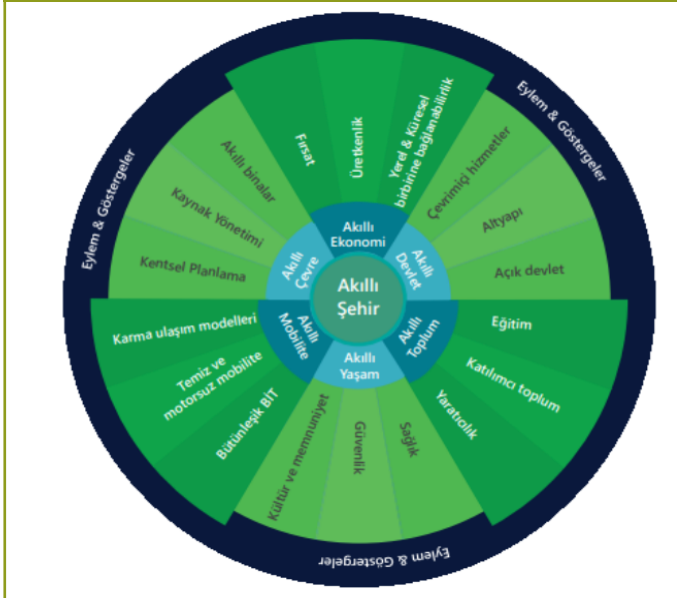 Akıllı
Şehir
Akıllı
Ekonomi
Fırsat
Üretkenlik
Yerel & Küresel
birbirine bağlanabilirlik
Akıllı
Devlet
Çevrimiçi hizmetler
Altyapı
Açık devlet
Akıllı
Toplum
Eğitim
Katılımcı toplum
Yaratıcılık
Akıllı
Yaşam
Sağlık
Güvenlik
Kültür ve memnuniyet
Akıllı
Mobilite
Bütünleşik BİT
Temiz ve
motorsuz mobilite
Karma ulaşım modelleri
Akıllı
Çevre
Kentsel Planlama
Kaynak Yönetimi
Akıllı binalar
Eylem & Göstergeler
Eylem & Göstergeler
Eylem & Göstergeler